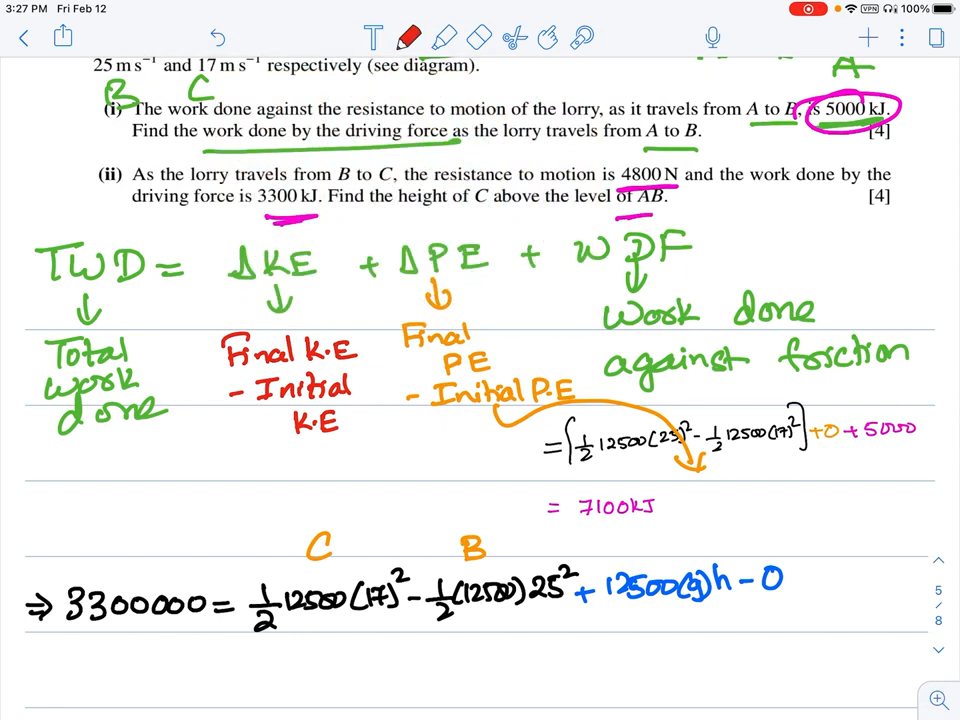 3:27 PM Fri Feb 12
VPN 100%
T
A
25 m s⁻¹ and 17 m s⁻¹ respectively (see diagram).
B C
(i) The work done against the resistance to motion of the lorry, as it travels from A to B, is 5000 kJ.
Find the work done by the driving force as the lorry travels from A to B. [4]
(ii) As the lorry travels from B to C, the resistance to motion is 4800 N and the work done by the
driving force is 3300 kJ. Find the height of C above the level of AB. [4]
TWD = ΔKE + ΔPE + WDF
Total work done
Final K.E - Initial K.E
Final PE - Initial P.E
Work done against friction
= [½ 12500(25)² - ½ 12500(17)²] + 0 + 5000
= 7100KJ
C B
⇒ 3300000 = ½ 12500(17)² - ½(12500)25² + 12500(g)h - 0
5
/
8